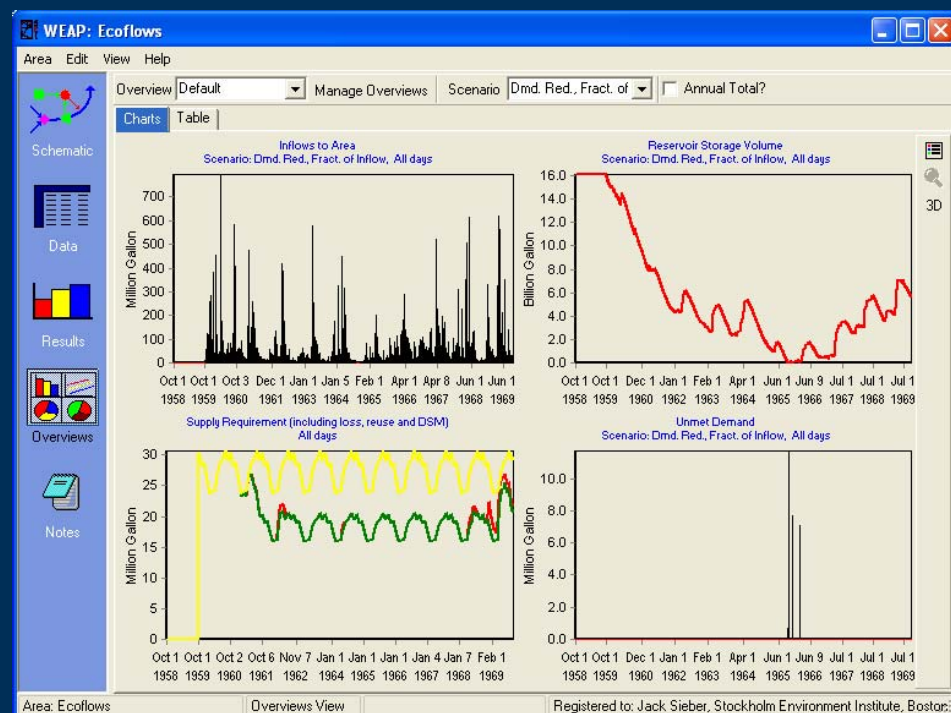 WEAP: Ecoflows
Area Edit View Help
Overview Default Manage Overviews Scenario Dmd. Red., Fract. of Annual Total?
Charts Table
Schematic
Data
Results
Overviews
Notes
Inflows to Area
Scenario: Dmd. Red., Fract. of Inflow, All days
Million Gallon
700
600
500
400
300
200
100
0
Oct 1 Oct 1 Oct 3 Dec 1 Jan 1 Jan 5 Feb 1 Apr 1 Apr 8 Jun 1 Jun 1
1958 1959 1960 1961 1963 1964 1965 1966 1967 1968 1969
Reservoir Storage Volume
Scenario: Dmd. Red., Fract. of Inflow, All days
3D
Billion Gallon
16.0
14.0
12.0
10.0
8.0
6.0
4.0
2.0
0.0
Oct 1 Oct 1 Dec 1 Jan 1 Feb 1 Apr 1 Jun 1 Jun 9 Jul 1 Jul 1
1958 1959 1960 1962 1963 1964 1965 1966 1967 1969
Supply Requirement (including loss, reuse and DSM)
All days
Million Gallon
30
25
20
15
10
5
0
Oct 1 Oct 1 Oct 2 Oct 6 Nov 7 Jan 1 Jan 1 Jan 1 Jan 4 Jan 7 Feb 1
1958 1959 1960 1961 1962 1964 1965 1966 1967 1968 1969
Unmet Demand
Scenario: Dmd. Red., Fract. of Inflow, All days
Million Gallon
10.0
8.0
6.0
4.0
2.0
0.0
Oct 1 Oct 1 Dec 1 Jan 1 Feb 1 Apr 1 Jun 1 Jun 9 Jul 1 Jul 1
1958 1959 1960 1962 1963 1964 1965 1966 1967 1969
Area: Ecoflows Overviews View Registered to: Jack Sieber, Stockholm Environment Institute, Boston